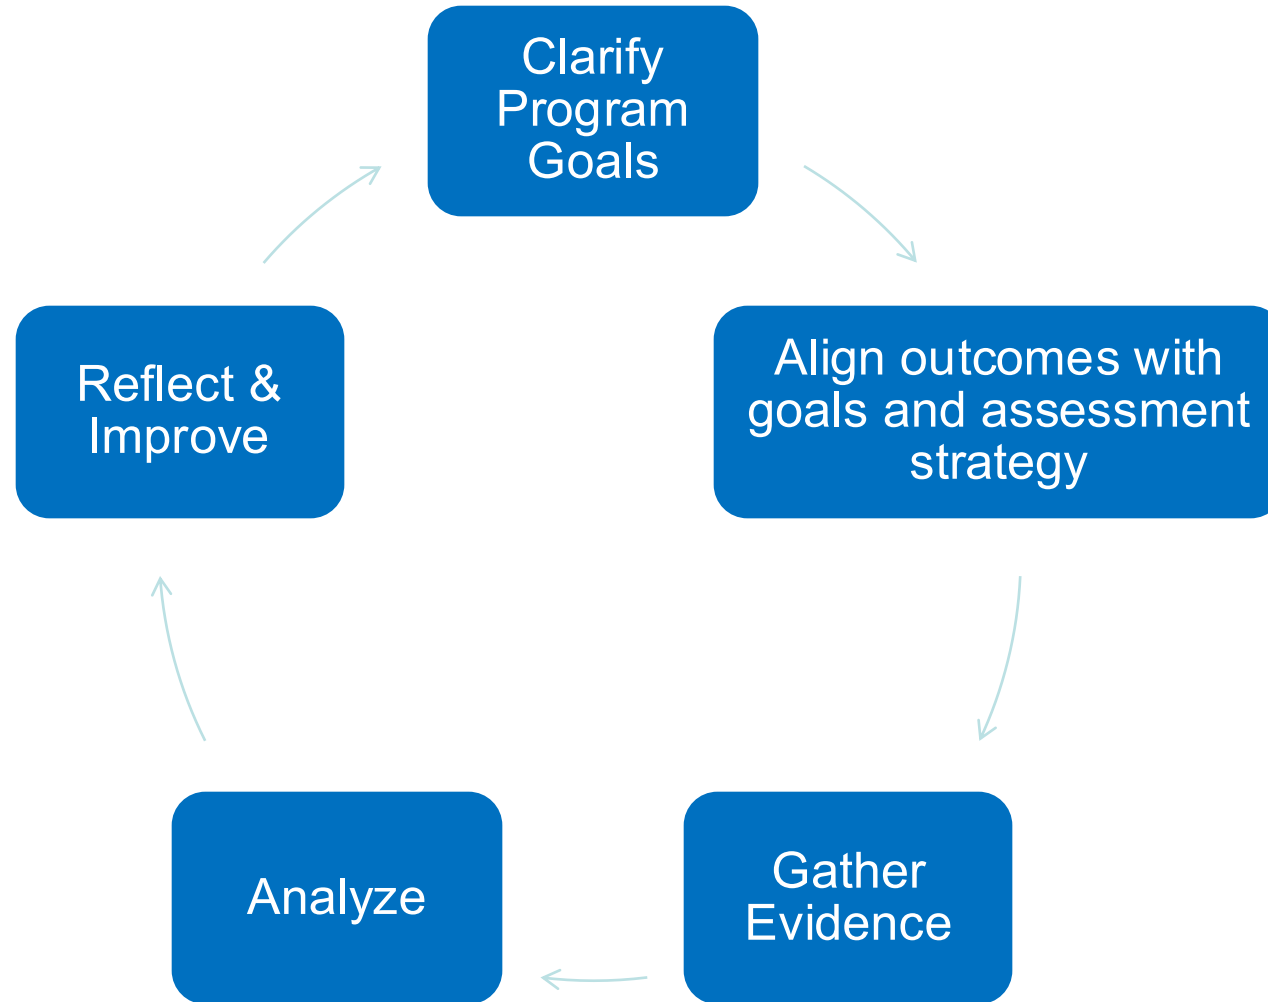 Clarify
Program
Goals
Align outcomes with
goals and assessment
strategy
Gather
Evidence
Analyze
Reflect &
Improve